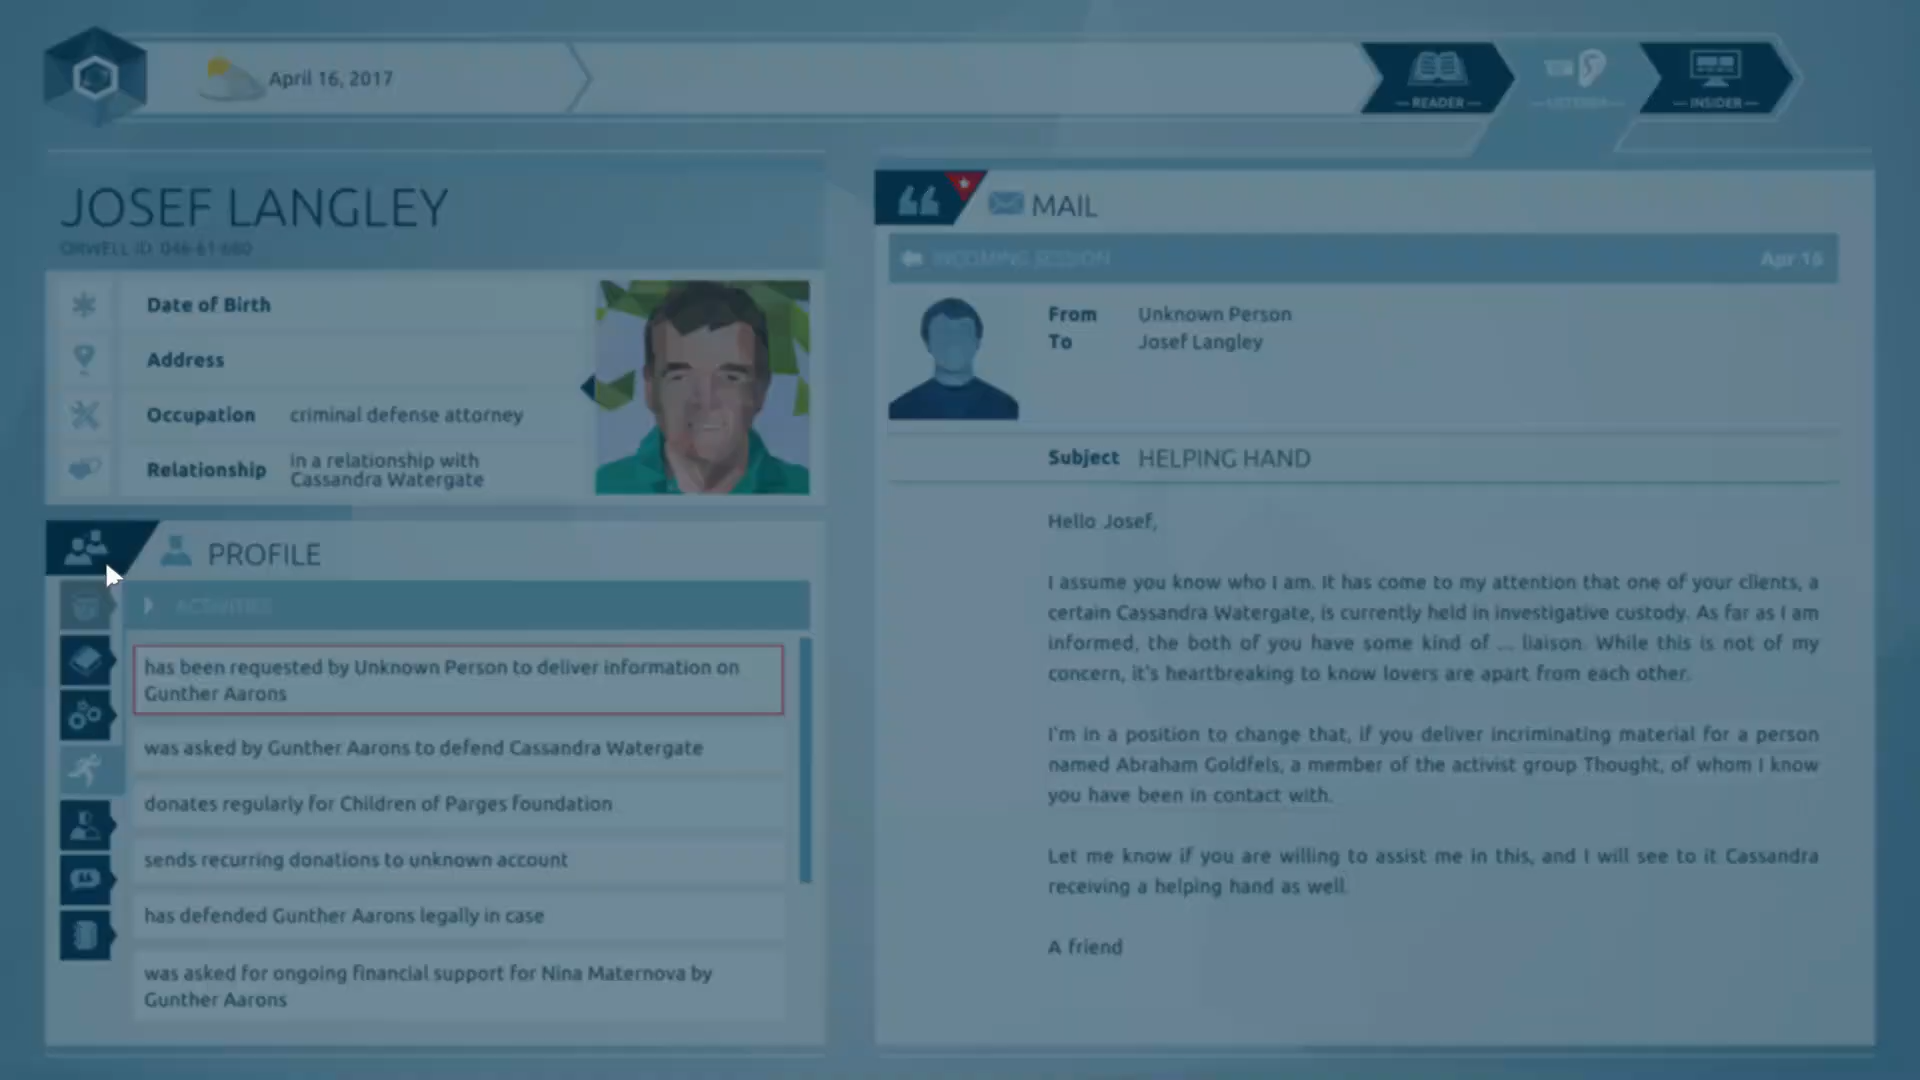 April 16, 2017
READER
LISTENER
INSIDER
JOSEF LANGLEY
ORWELL ID: 046-61-680
Date of Birth
Address
Occupation criminal defense attorney
Relationship in a relationship with
Cassandra Watergate
PROFILE
ACTIVITIES
has been requested by Unknown Person to deliver information on
Gunther Aarons
was asked by Gunther Aarons to defend Cassandra Watergate
donates regularly for Children of Parges foundation
sends recurring donations to unknown account
has defended Gunther Aarons legally in case
was asked for ongoing financial support for Nina Maternova by
Gunther Aarons
MAIL
INCOMING SESSION Apr 16
From Unknown Person
To Josef Langley
Subject HELPING HAND
Hello Josef,
I assume you know who I am. It has come to my attention that one of your clients, a
certain Cassandra Watergate, is currently held in investigative custody. As far as I am
informed, the both of you have some kind of ... liaison. While this is not of my
concern, it's heartbreaking to know lovers are apart from each other.
I'm in a position to change that, if you deliver incriminating material for a person
named Abraham Goldfels, a member of the activist group Thought, of whom I know
you have been in contact with.
Let me know if you are willing to assist me in this, and I will see to it Cassandra
receiving a helping hand as well.
A friend